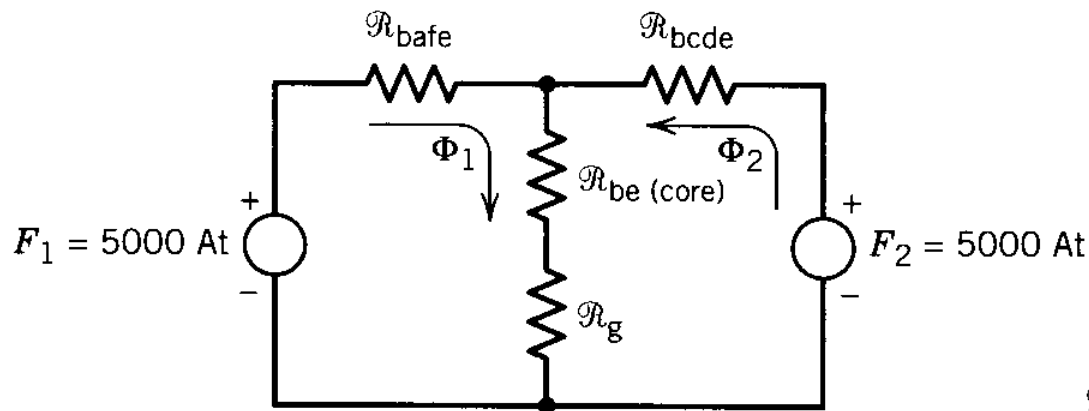 ℛbafe ℛbcde
Φ1 Φ2
ℛbe (core)
+ +
F1 = 5000 At F2 = 5000 At
− −
ℛg